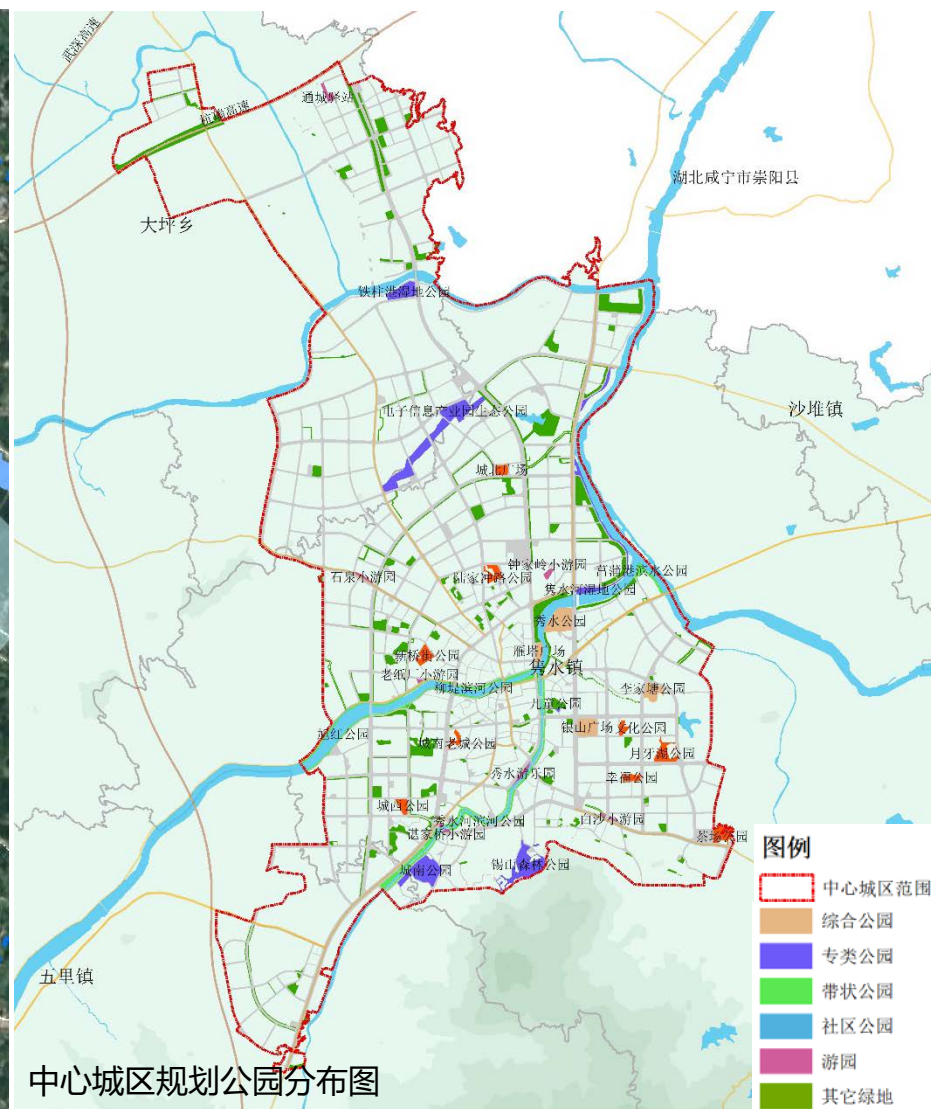 武深高速
通城驿站
杭瑞高速
湖北咸宁市崇阳县
大坪乡
铁柱港湿地公园
沙堆镇
电子信息产业园生态公园
城北广场
石泉小游园
陆家冲路公园
钟家岭小游园
菖蒲港滨水公园
隽水河湿地公园
秀水公园
新桥街公园
雁塔广场
隽水镇
老纸厂小游园
柳堤滨河公园
李家塘公园
儿童公园
银山广场文化公园
城南老城公园
月牙湖公园
秀水游乐园
幸福公园
城西公园
秀水河滨河公园
白沙小游园
谌家桥小游园
茶场公园
城南公园
锡山森林公园
五里镇
图例
中心城区范围
综合公园
专类公园
带状公园
社区公园
游园
其它绿地
中心城区规划公园分布图